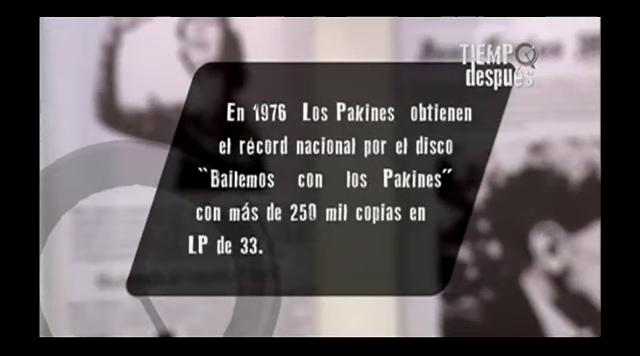 TIEMPO
después
En 1976 Los Pakines obtienen
el récord nacional por el disco
"Bailemos con los Pakines"
con más de 250 mil copias en
LP de 33.